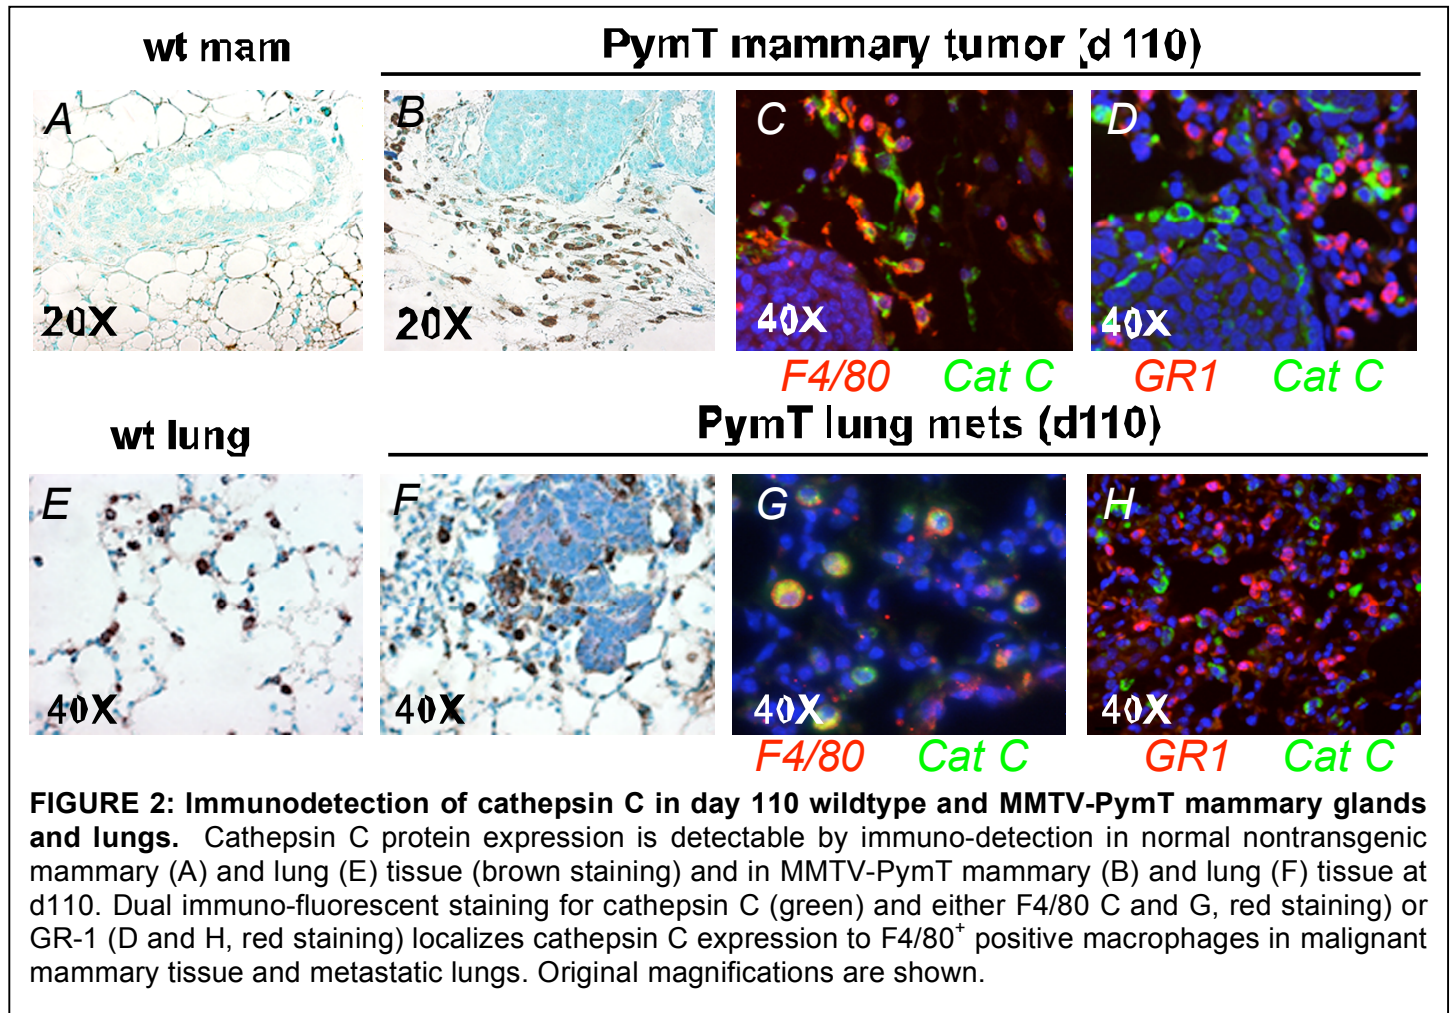 wt mam
PymT mammary tumor (d 110)
A
B
C
D
20X
20X
40X
40X
F4/80 Cat C
GR1 Cat C
wt lung
PymT lung mets (d110)
E
F
G
H
40X
40X
40X
40X
F4/80 Cat C
GR1 Cat C
FIGURE 2: Immunodetection of cathepsin C in day 110 wildtype and MMTV-PymT mammary glands
and lungs. Cathepsin C protein expression is detectable by immuno-detection in normal nontransgenic
mammary (A) and lung (E) tissue (brown staining) and in MMTV-PymT mammary (B) and lung (F) tissue at
d110. Dual immuno-fluorescent staining for cathepsin C (green) and either F4/80 C and G, red staining) or
GR-1 (D and H, red staining) localizes cathepsin C expression to F4/80⁺ positive macrophages in malignant
mammary tissue and metastatic lungs. Original magnifications are shown.